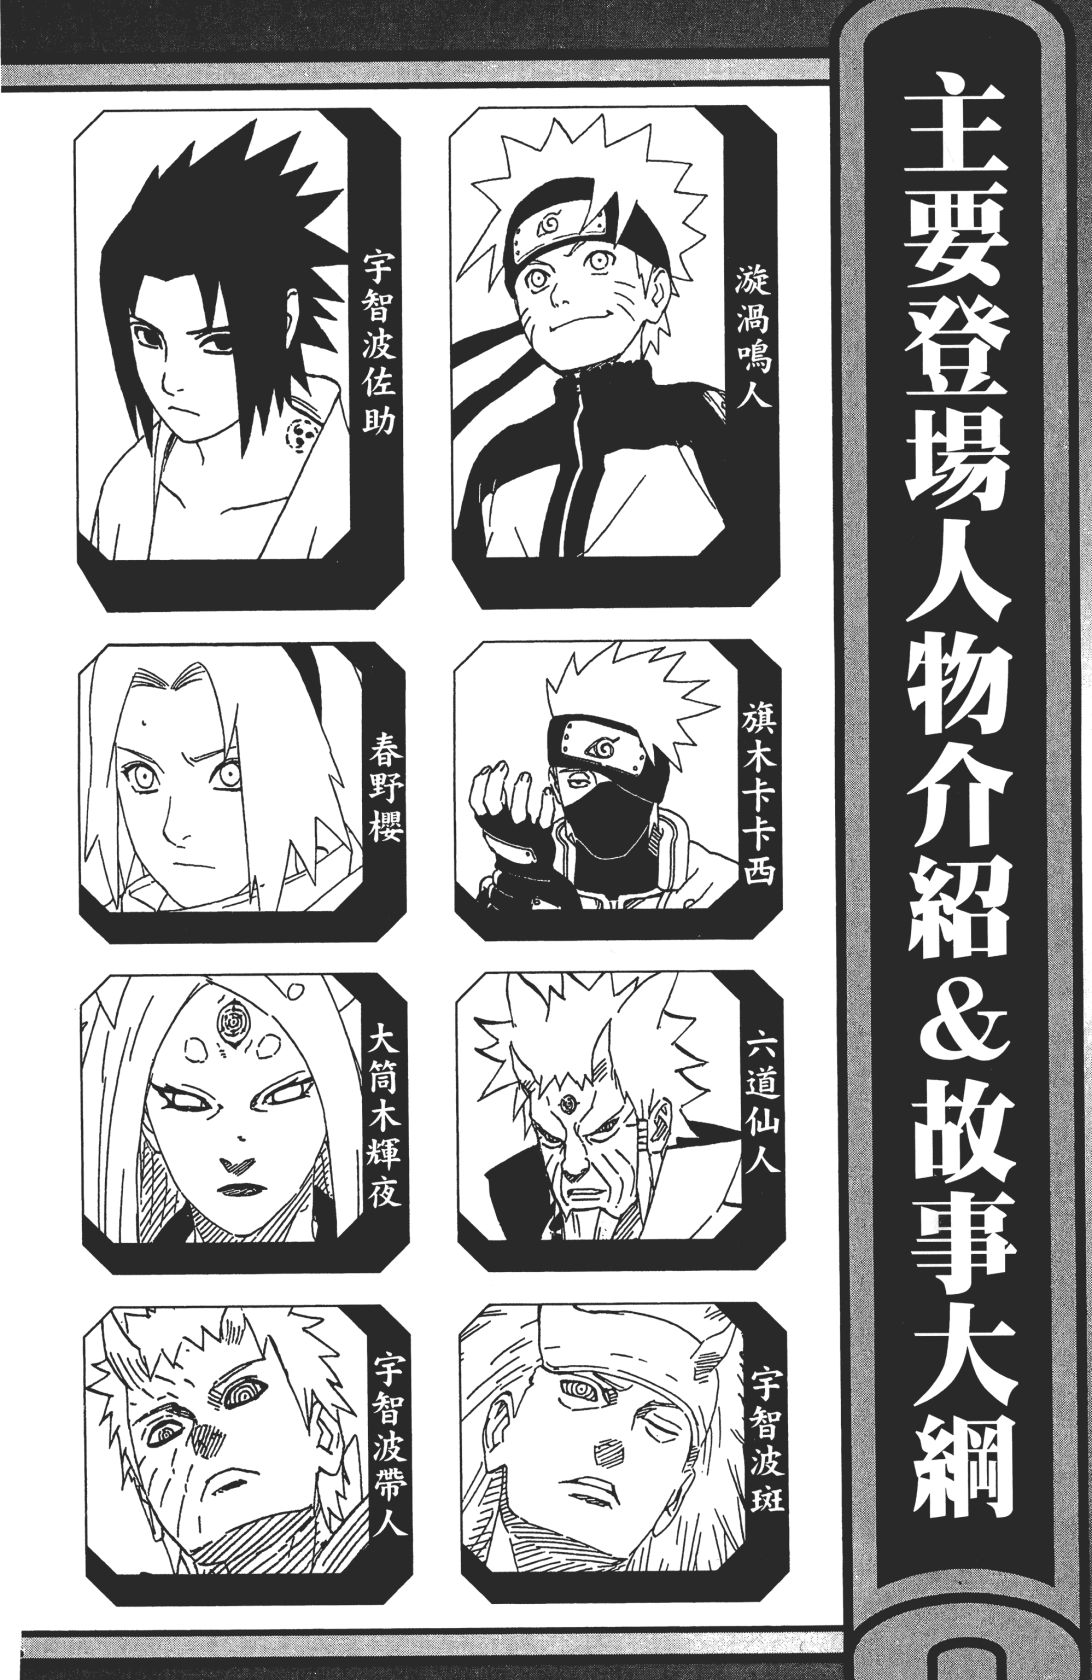 主要登場人物介紹&故事大綱
漩渦鳴人
宇智波佐助
旗木卡卡西
春野櫻
六道仙人
大筒木輝夜
宇智波斑
宇智波帶人